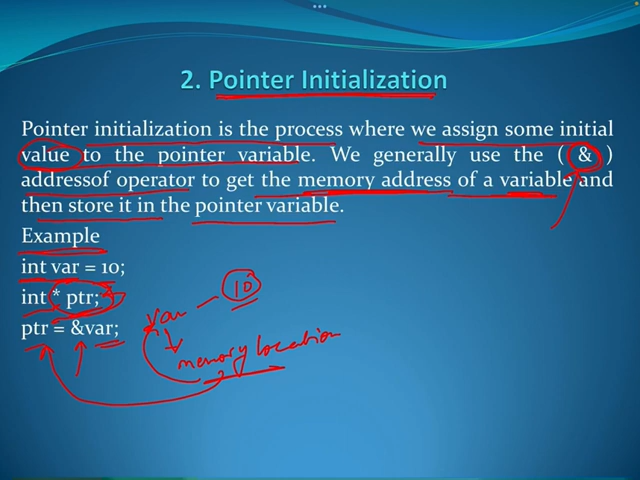 2. Pointer Initialization
Pointer initialization is the process where we assign some initial
value to the pointer variable. We generally use the ( & )
addressof operator to get the memory address of a variable and
then store it in the pointer variable.
Example
int var = 10;
int * ptr;
ptr = &var;
var — 10
memory location